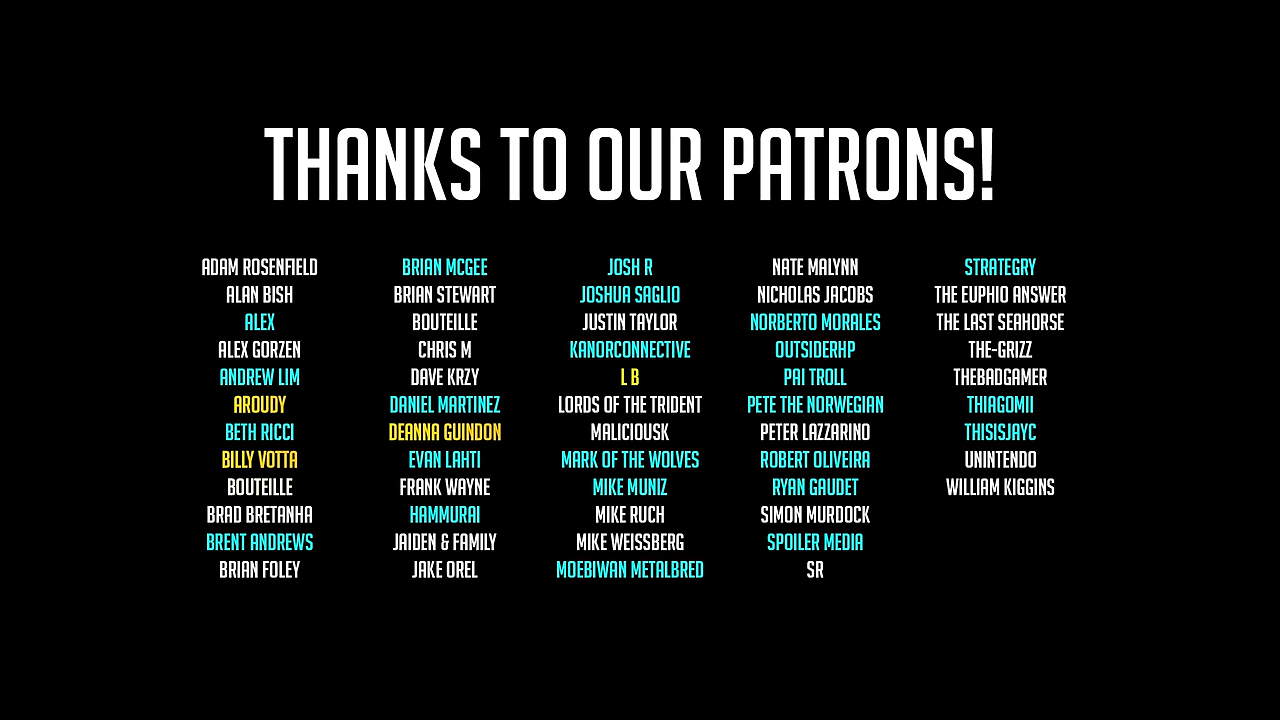 THANKS TO OUR PATRONS!
ADAM ROSENFIELD
ALAN BISH
ALEX
ALEX GORZEN
ANDREW LIM
AROUDY
BETH RICCI
BILLY VOTTA
BOUTEILLE
BRAD BRETANHA
BRENT ANDREWS
BRIAN FOLEY
BRIAN MCGEE
BRIAN STEWART
BOUTEILLE
CHRIS M
DAVE KRZY
DANIEL MARTINEZ
DEANNA GUINDON
EVAN LAHTI
FRANK WAYNE
HAMMURAI
JAIDEN & FAMILY
JAKE OREL
JOSH R
JOSHUA SAGLIO
JUSTIN TAYLOR
KANORCONNECTIVE
L B
LORDS OF THE TRIDENT
MALICIOUSK
MARK OF THE WOLVES
MIKE MUNIZ
MIKE RUCH
MIKE WEISSBERG
MOEBIWAN METALBRED
NATE MALYNN
NICHOLAS JACOBS
NORBERTO MORALES
OUTSIDERHP
PAI TROLL
PETE THE NORWEGIAN
PETER LAZZARINO
ROBERT OLIVEIRA
RYAN GAUDET
SIMON MURDOCK
SPOILER MEDIA
SR
STRATEGRY
THE EUPHIO ANSWER
THE LAST SEAHORSE
THE-GRIZZ
THEBADGAMER
THIAGOMII
THISISJAYC
UNINTENDO
WILLIAM KIGGINS